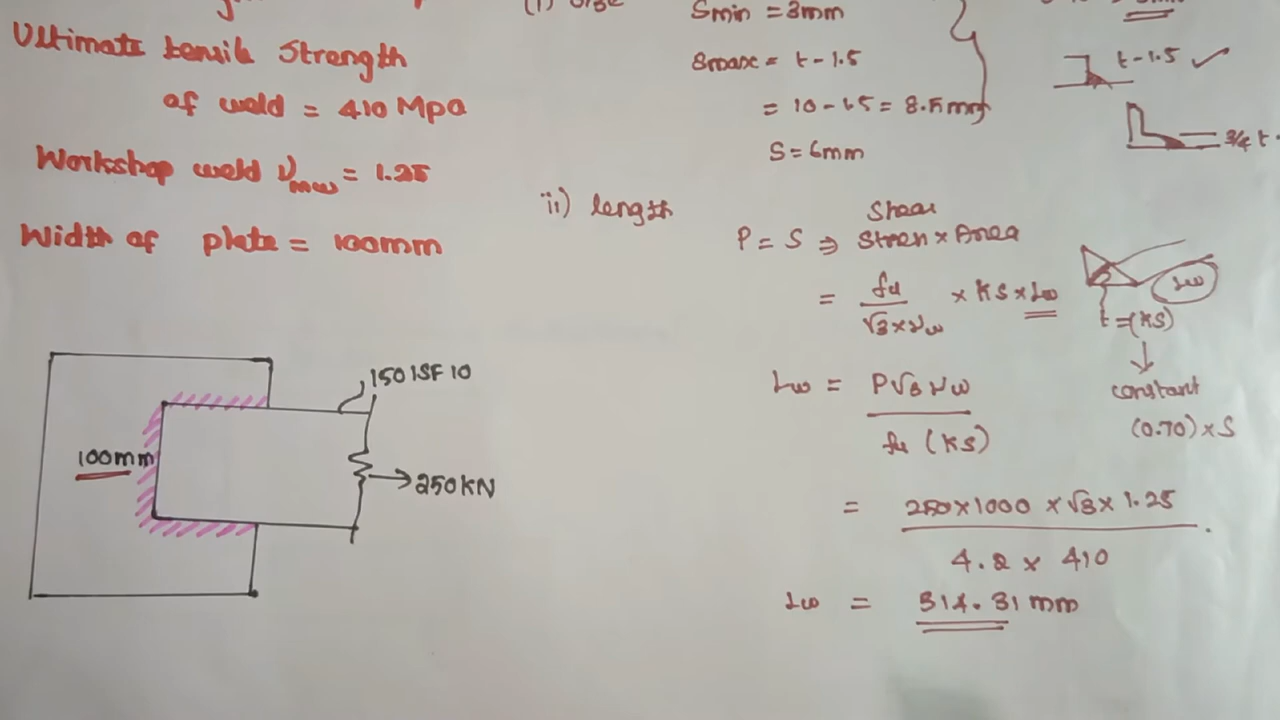 Ultimate tensile Strength
of weld = 410 Mpa
Workshop weld γmw = 1.25
Width of plate = 100mm
100mm
150 ISF 10
250KN
Smin = 3mm
Smax = t - 1.5
= 10 - 1.5 = 8.5mm
S = 6mm
t - 1.5 ✓
3/4 t
ii) length
P = S ⇒ Shear
Stren × Area
= fu / √3 × γw × KS × Lw
Lw
t = (KS)
↓
constant
(0.70) × S
Lw = P√3 γw / fu (KS)
= 250×1000 × √3 × 1.25 / 4.2 × 410
Lw = 314.31 mm